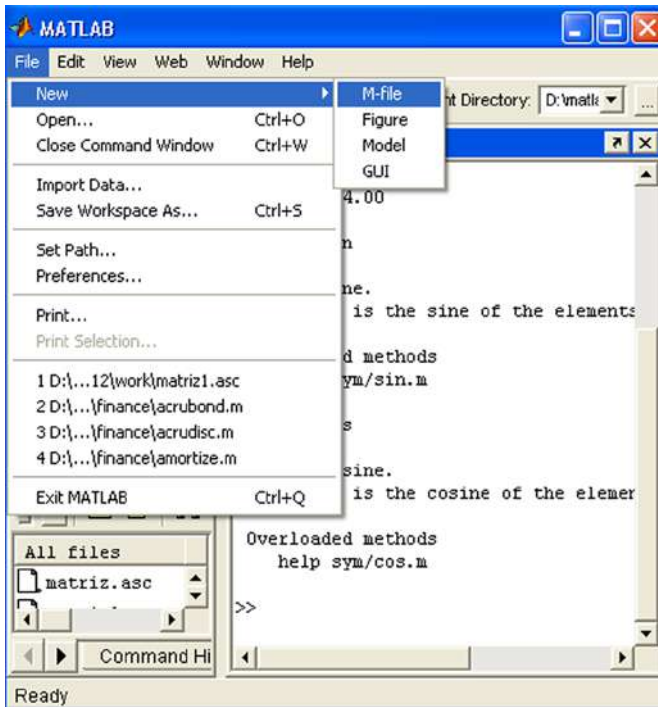 MATLAB
File Edit View Web Window Help
New
Open... Ctrl+O
Close Command Window Ctrl+W
Import Data...
Save Workspace As... Ctrl+S
Set Path...
Preferences...
Print...
Print Selection...
1 D:\...12\work\matriz1.asc
2 D:\...\finance\acrubond.m
3 D:\...\finance\acrudisc.m
4 D:\...\finance\amortize.m
Exit MATLAB Ctrl+Q
M-file
Figure
Model
GUI
Directory: D:\matla
...
4.00
n
ne.
is the sine of the elements
d methods
ym/sin.m
s
sine.
is the cosine of the elemen
Overloaded methods
help sym/cos.m
>>
All files
matriz.asc
Command Hi
Ready